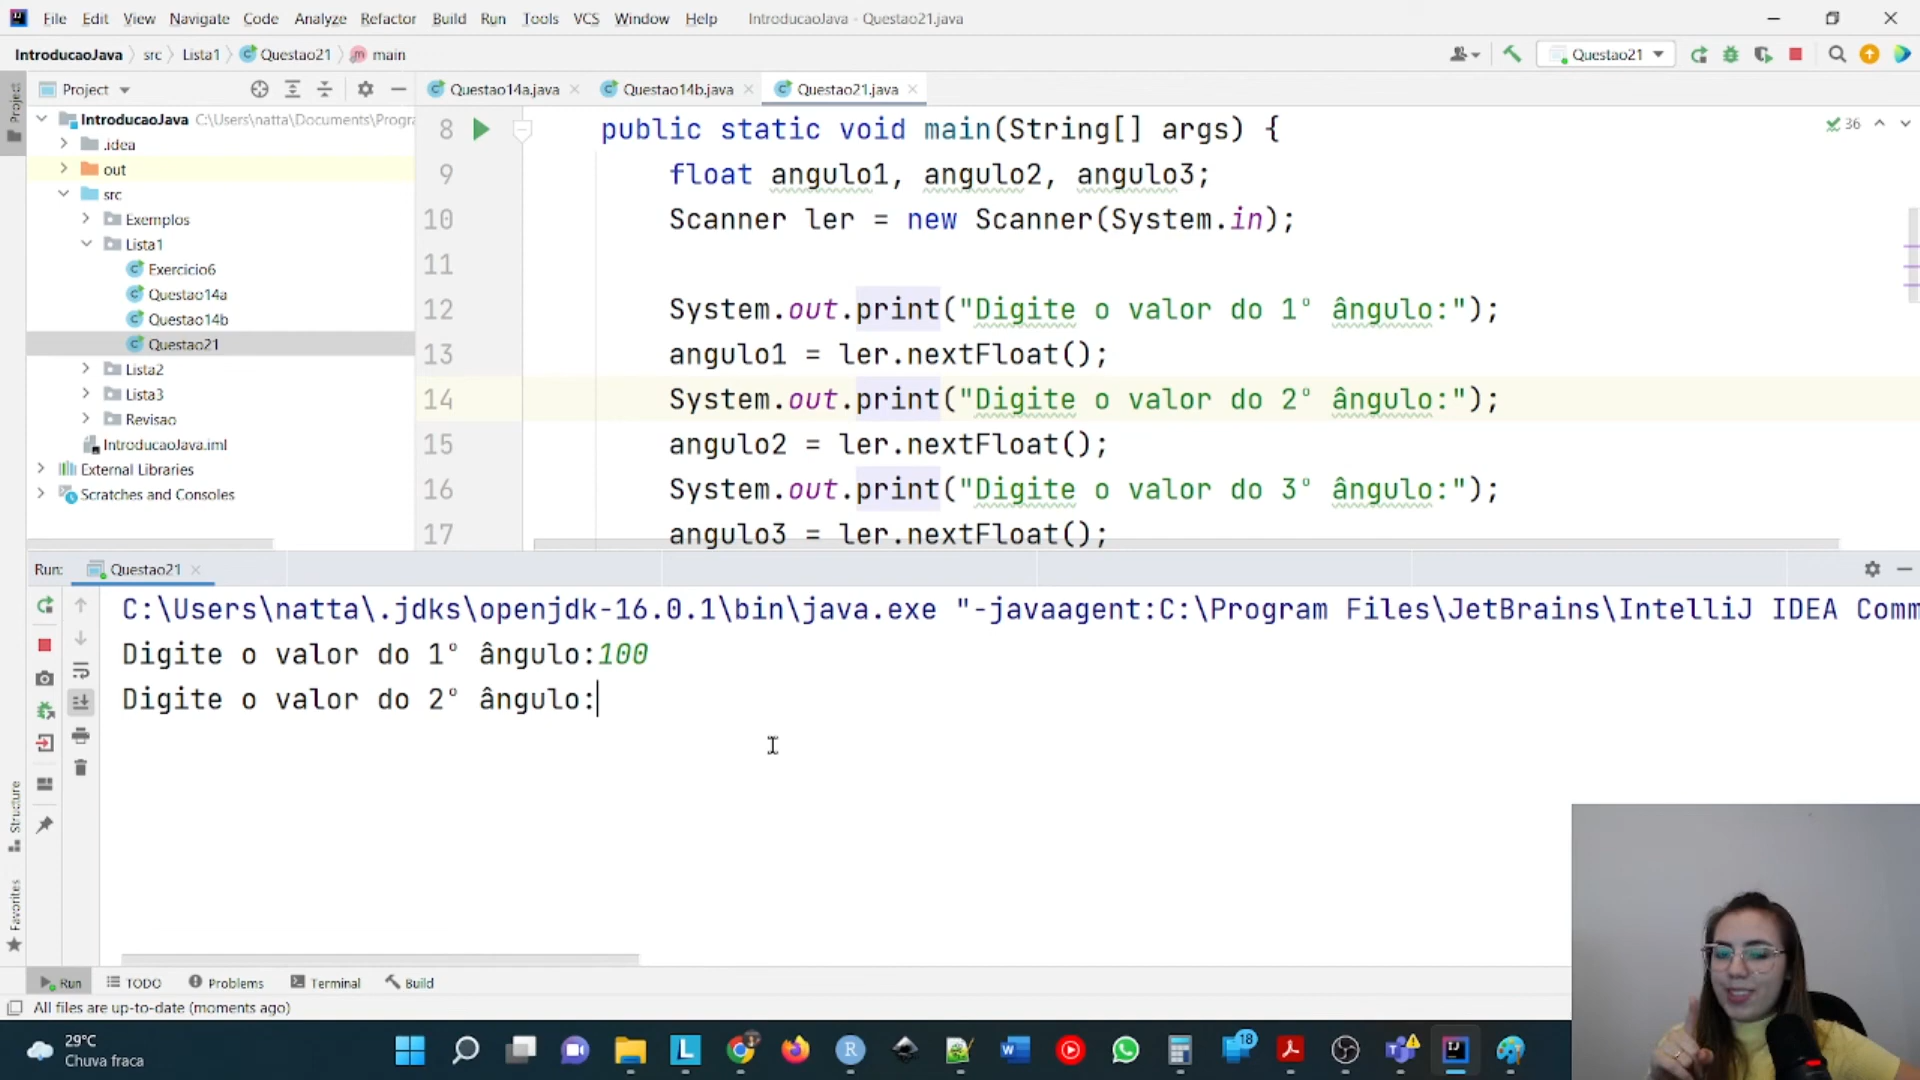 File Edit View Navigate Code Analyze Refactor Build Run Tools VCS Window Help IntroducaoJava - Questao21.java
IntroducaoJava src Lista1 Questao21 main
Questao21
Project
Questao14a.java Questao14b.java Questao21.java
Project
IntroducaoJava C:\Users\natta\Documents\Progra
.idea
out
src
Exemplos
Lista1
Exercicio6
Questao14a
Questao14b
Questao21
Lista2
Lista3
Revisao
IntroducaoJava.iml
External Libraries
Scratches and Consoles
36
8 public static void main(String[] args) {
9 float angulo1, angulo2, angulo3;
10 Scanner ler = new Scanner(System.in);
11
12 System.out.print("Digite o valor do 1º ângulo:");
13 angulo1 = ler.nextFloat();
14 System.out.print("Digite o valor do 2º ângulo:");
15 angulo2 = ler.nextFloat();
16 System.out.print("Digite o valor do 3º ângulo:");
17 angulo3 = ler.nextFloat();
Run: Questao21
C:\Users\natta\.jdks\openjdk-16.0.1\bin\java.exe "-javaagent:C:\Program Files\JetBrains\IntelliJ IDEA Comm
Digite o valor do 1º ângulo:100
Digite o valor do 2º ângulo:
Structure
Favorites
Run TODO Problems Terminal Build
All files are up-to-date (moments ago)
29°C
Chuva fraca
18